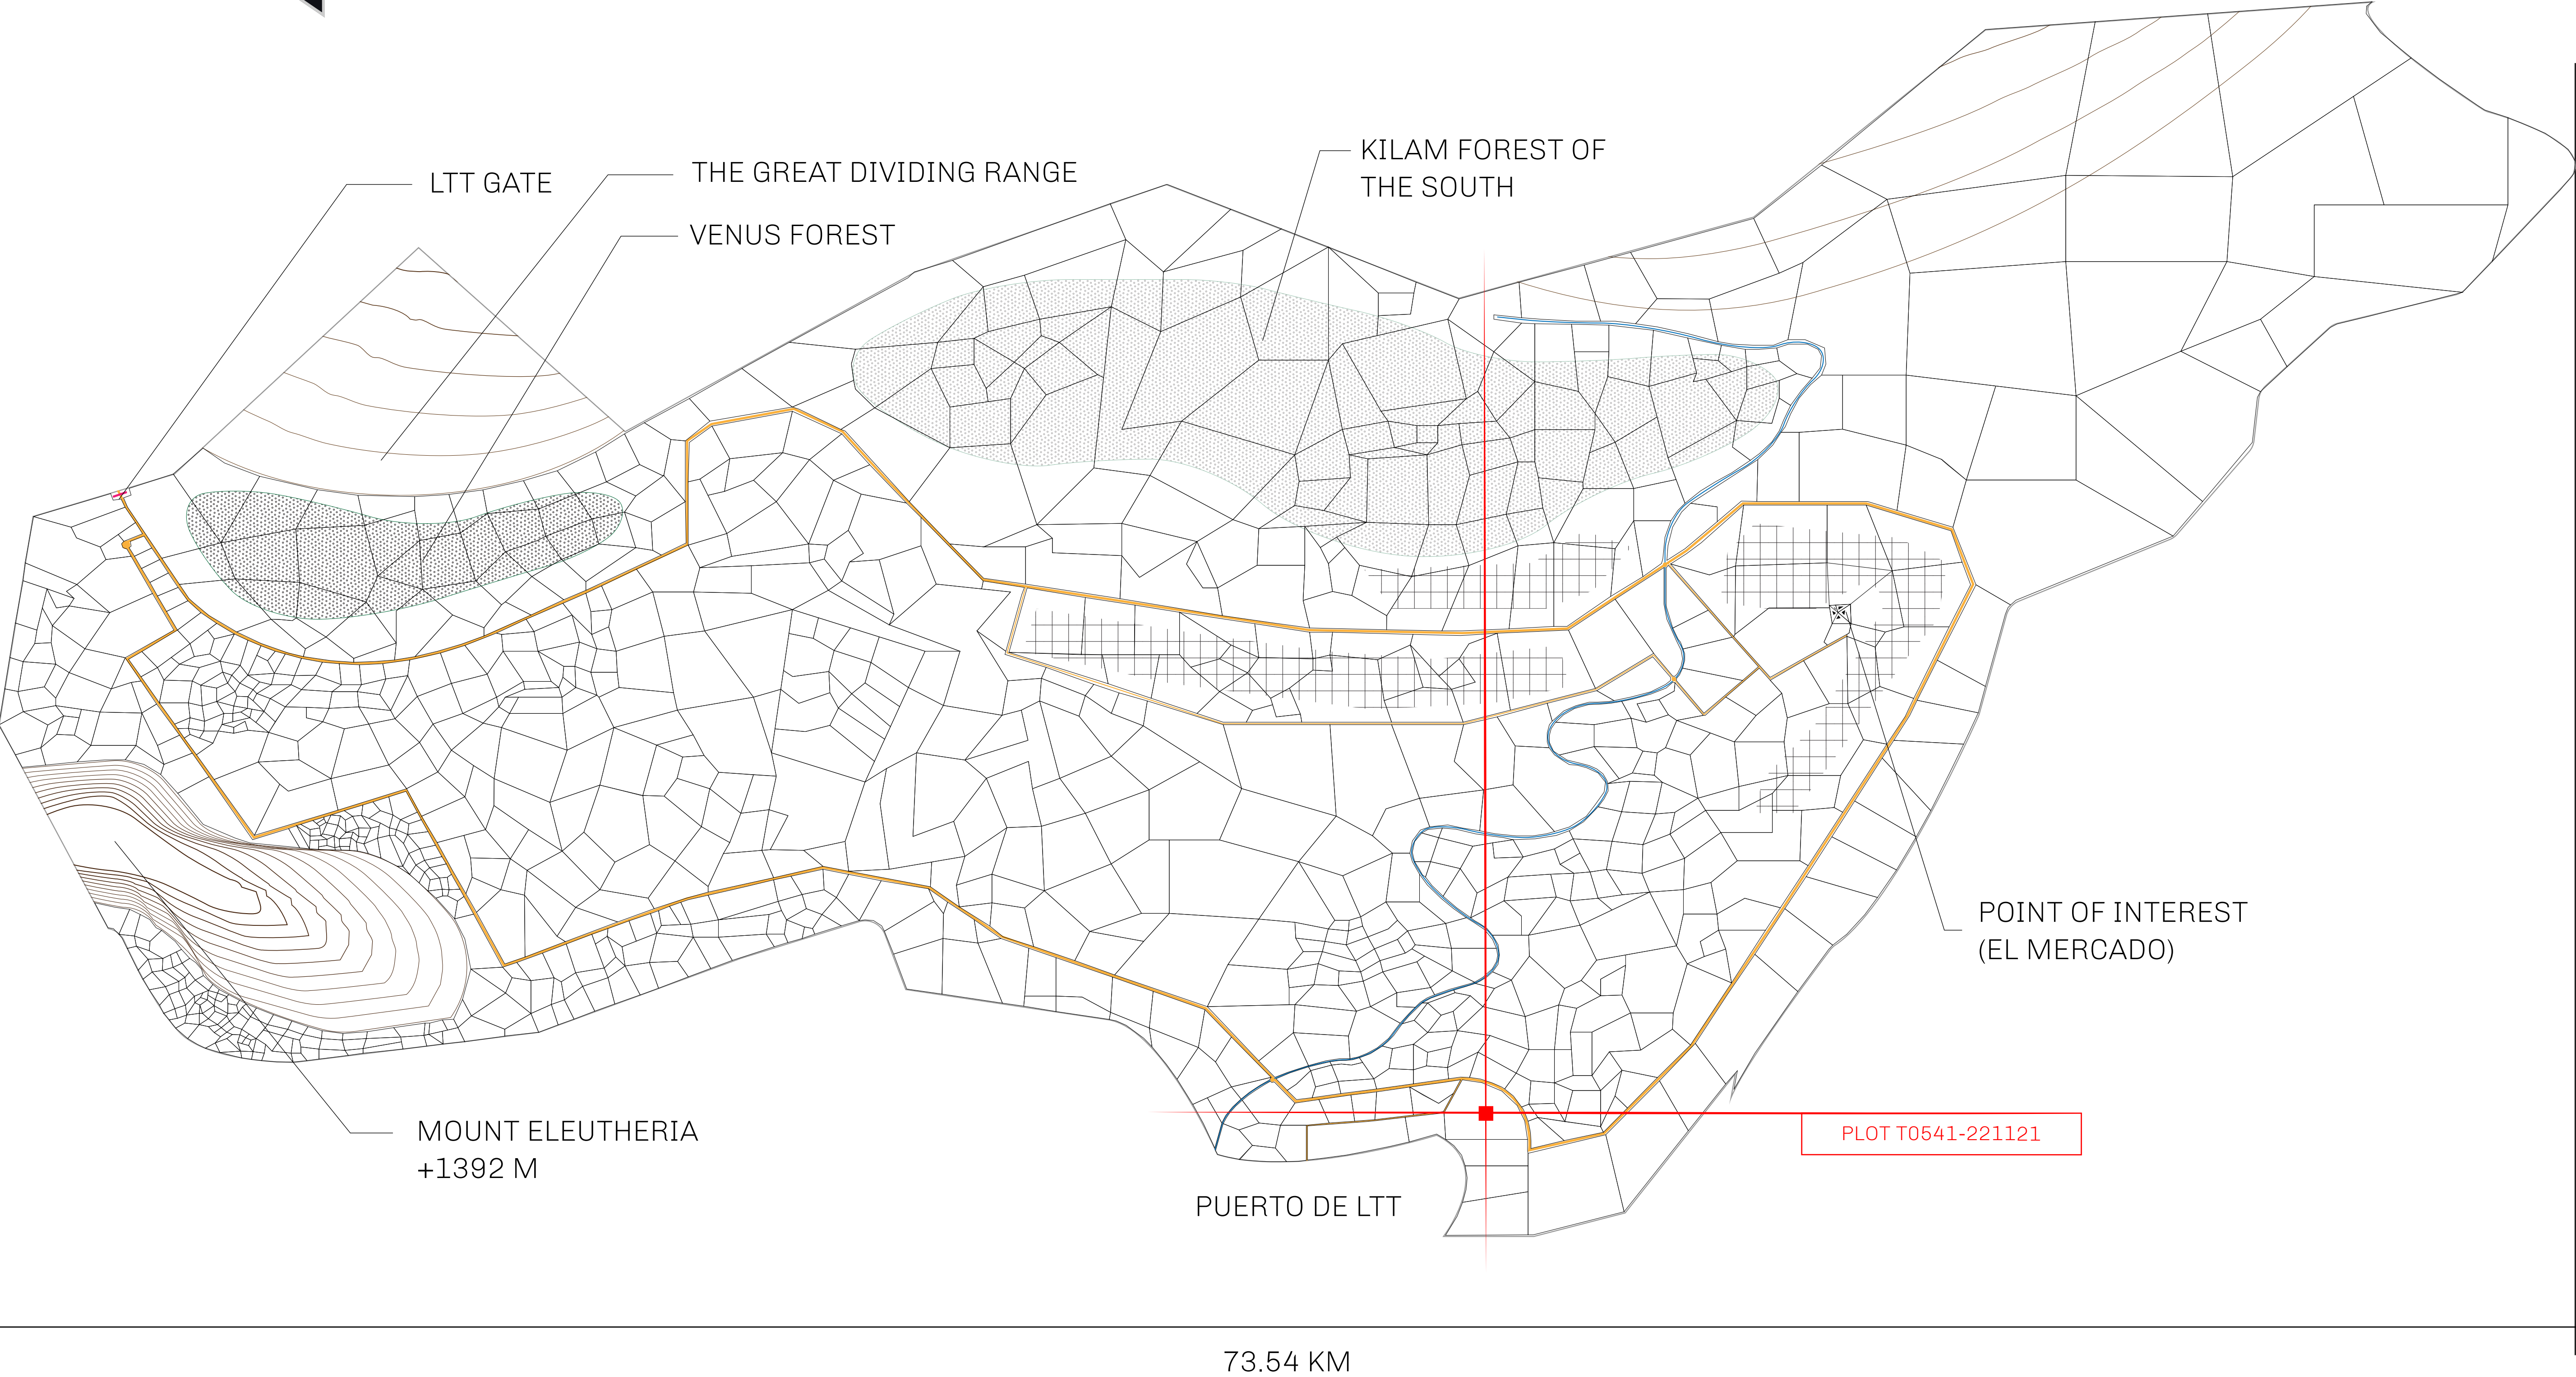 KILAM FOREST OF
THE SOUTH
LTT GATE
THE GREAT DIVIDING RANGE
VENUS FOREST
POINT OF INTEREST
(EL MERCADO)
MOUNT ELEUTHERIA
+1392 M
PLOT T0541-221121
PUERTO DE LTT
73.54 KM